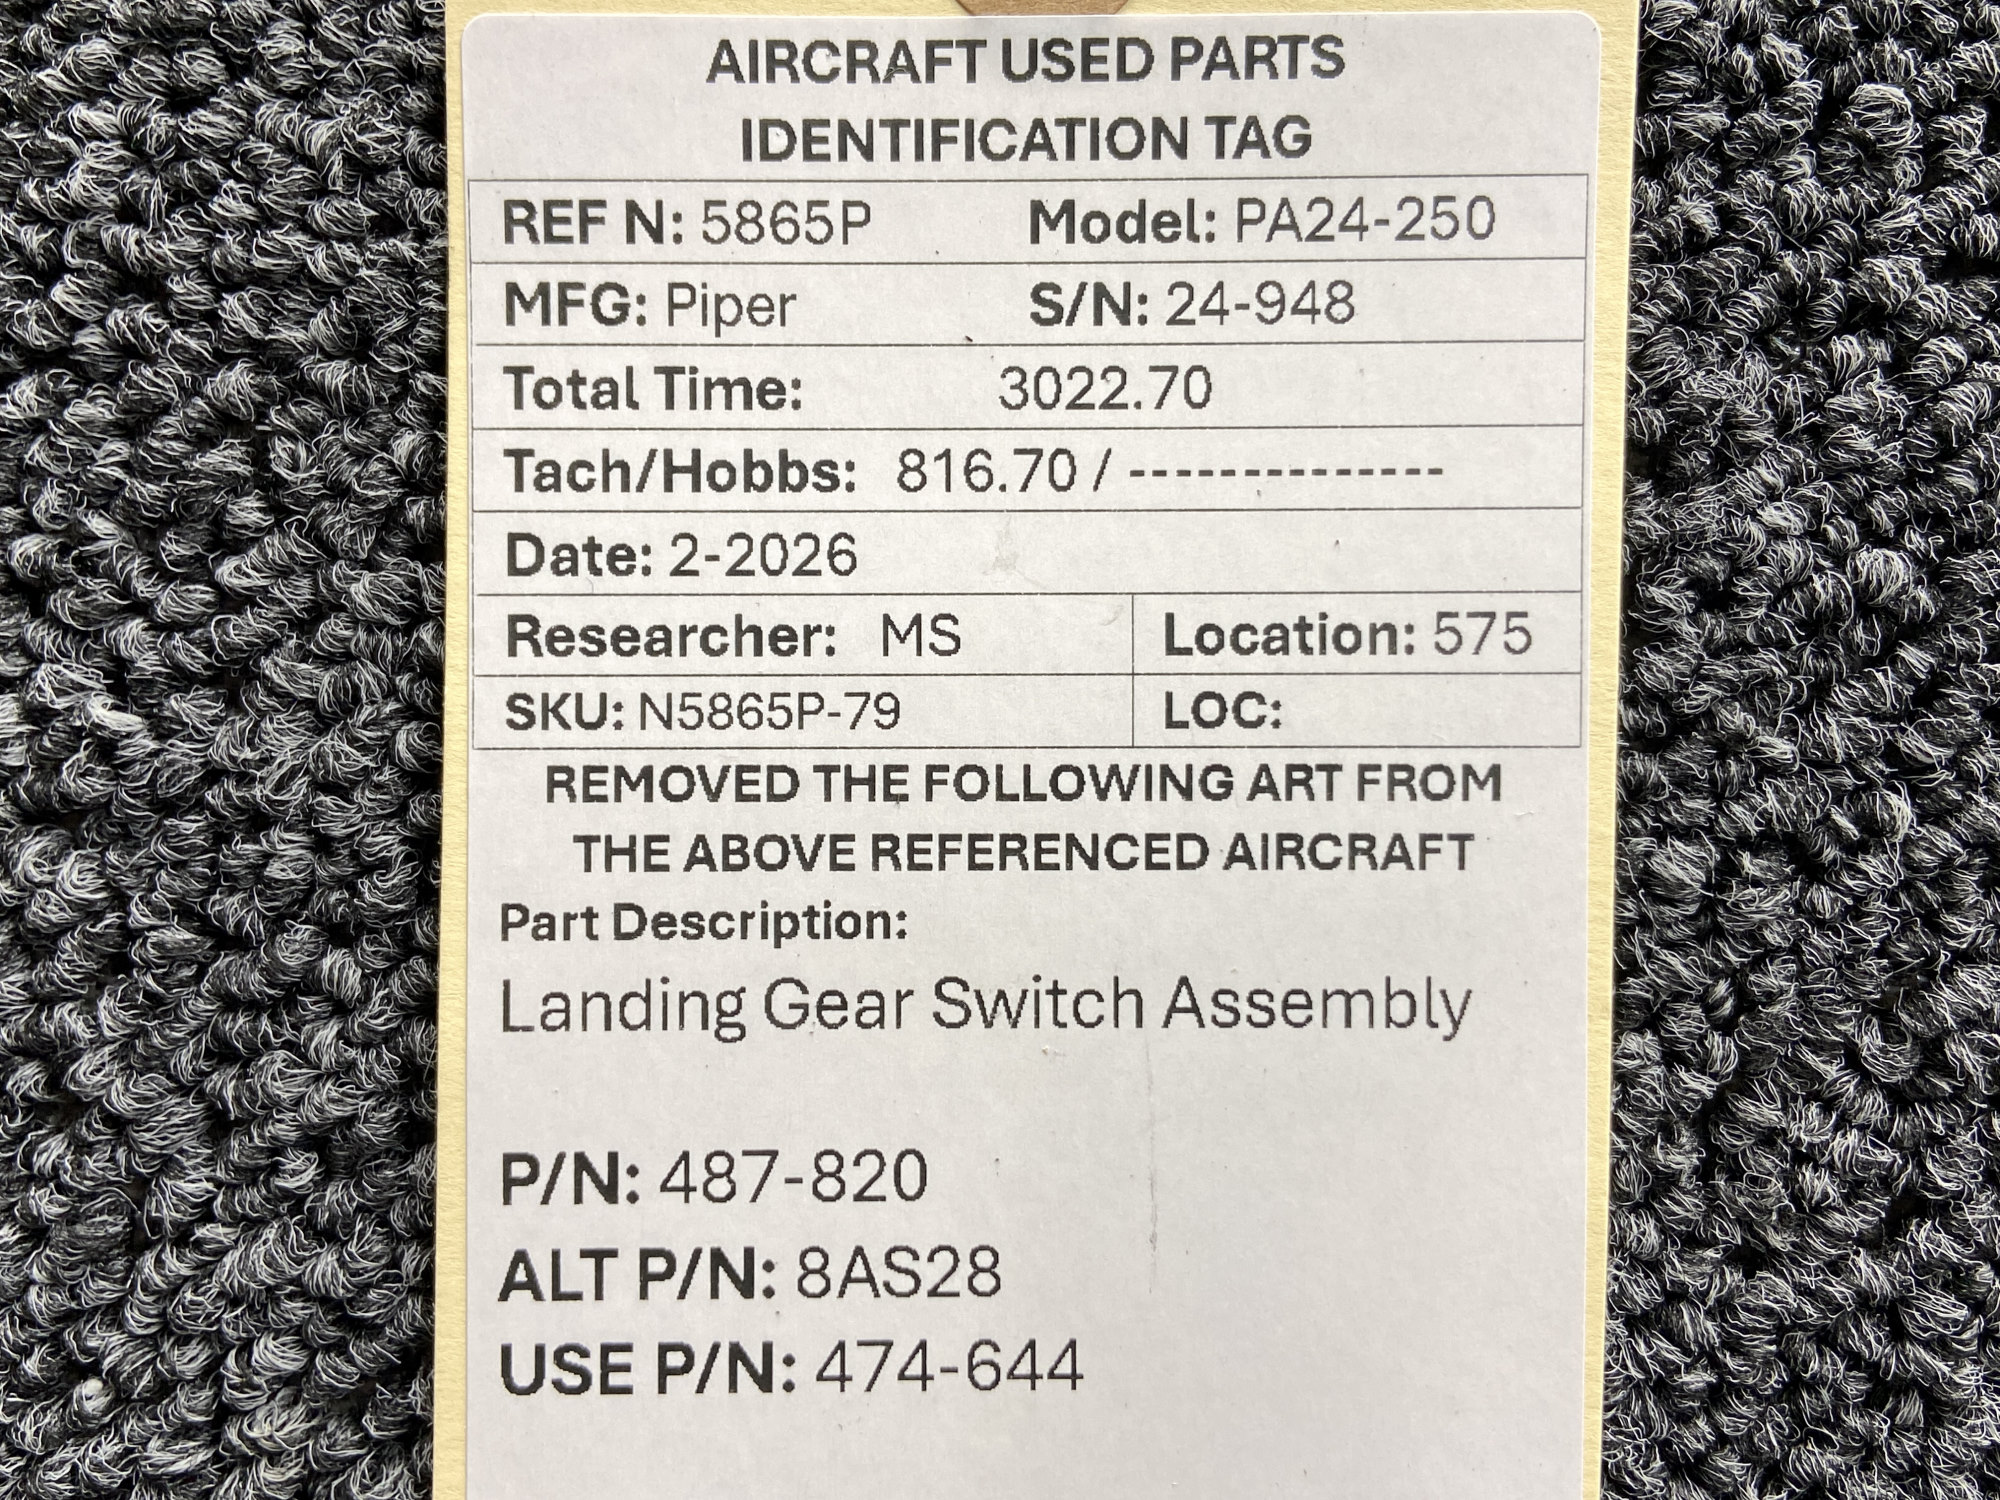 AIRCRAFT USED PARTS
IDENTIFICATION TAG
REF N: 5865P Model: PA24-250
MFG: Piper S/N: 24-948
Total Time: 3022.70
Tach/Hobbs: 816.70 / --------------
Date: 2-2026
Researcher: MS Location: 575
SKU: N5865P-79 LOC:
REMOVED THE FOLLOWING ART FROM
THE ABOVE REFERENCED AIRCRAFT
Part Description:
Landing Gear Switch Assembly
P/N: 487-820
ALT P/N: 8AS28
USE P/N: 474-644